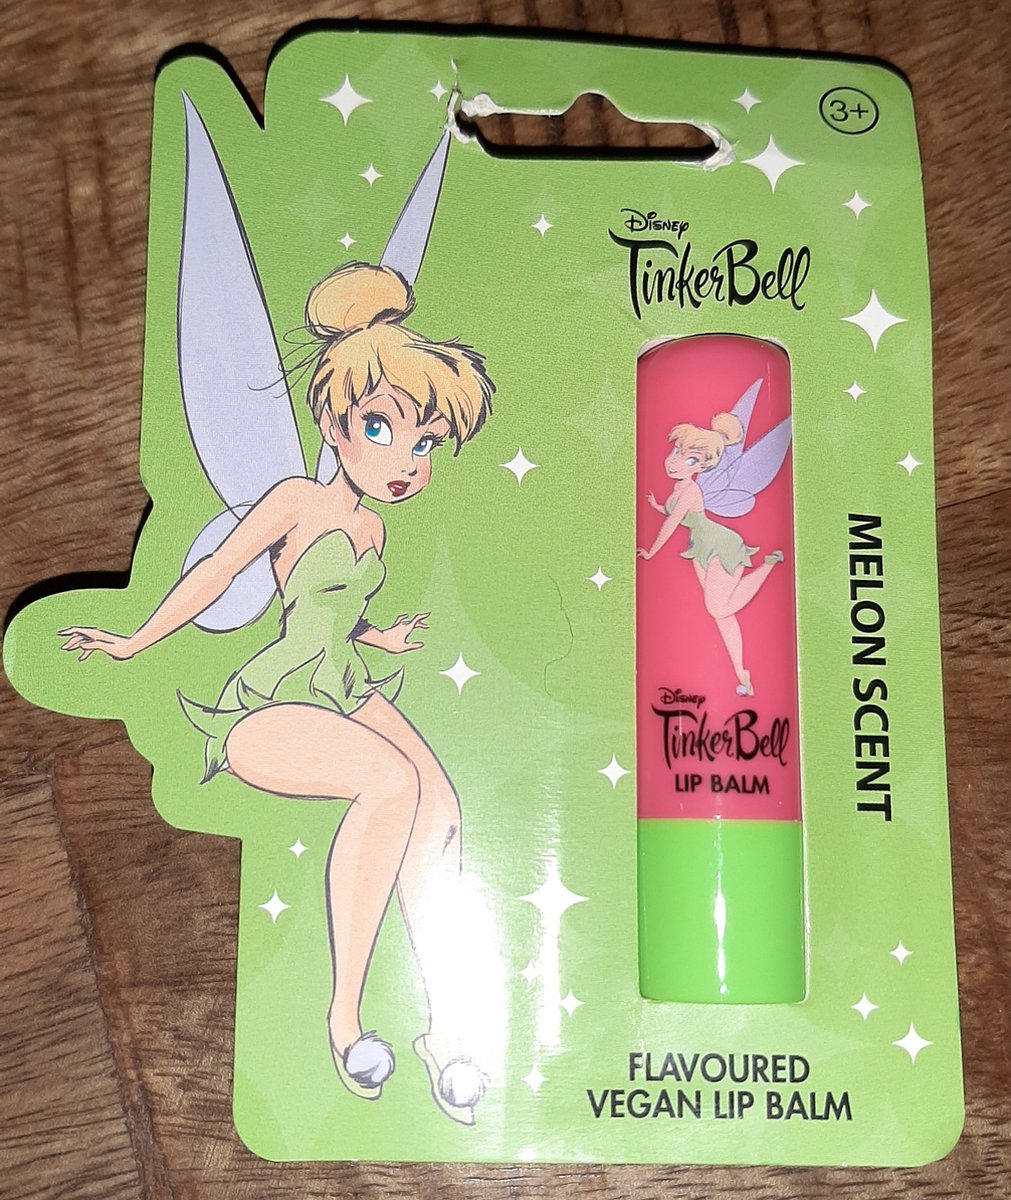 3+
DISNEY
TinkerBell
MELON SCENT
DISNEY
TinkerBell
LIP BALM
FLAVOURED
VEGAN LIP BALM